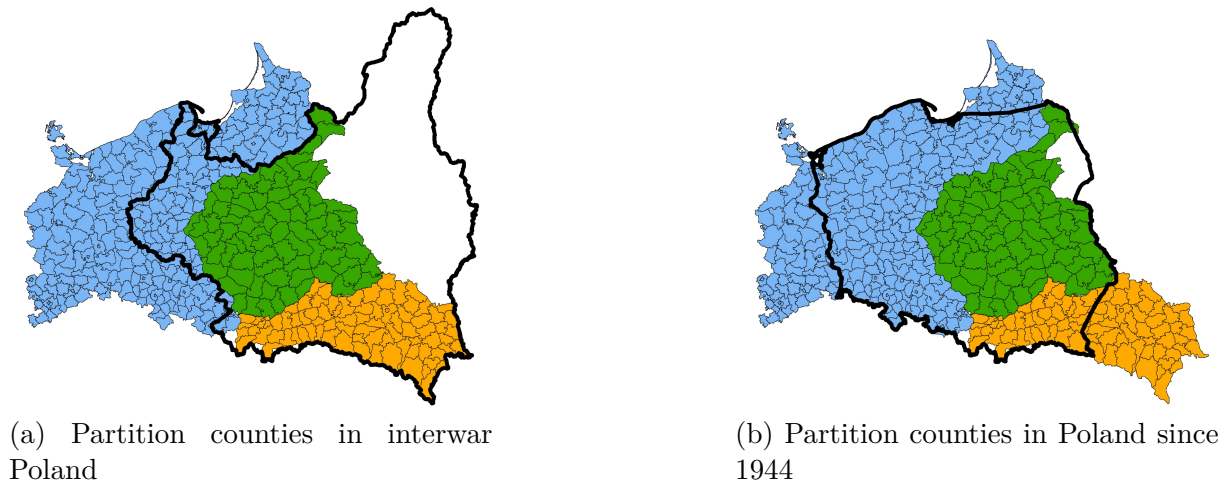 (a) Partition counties in interwar
Poland
(b) Partition counties in Poland since
1944